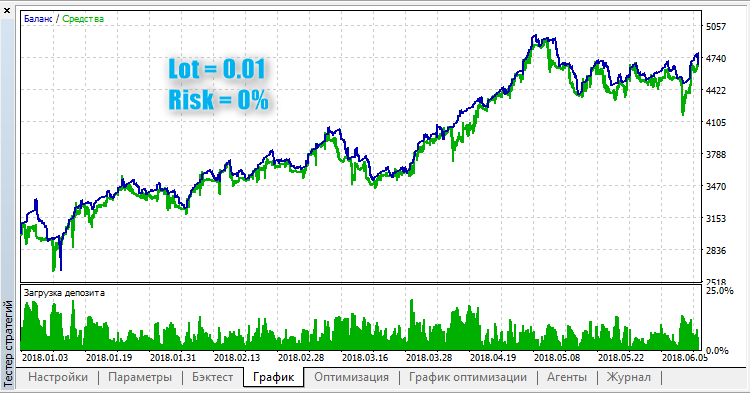 Баланс / Средства
5057
Lot = 0.01
4740
Risk = 0%
4422
4105
3788
3470
3153
2836
2518
Загрузка депозита
25.0%
0.0%
2018.01.03 2018.01.19 2018.01.31 2018.02.13 2018.02.28 2018.03.16 2018.03.28 2018.04.19 2018.05.08 2018.05.22 2018.06.05
Тестер стратегий
Настройки Параметры Бэктест График Оптимизация График оптимизации Агенты Журнал